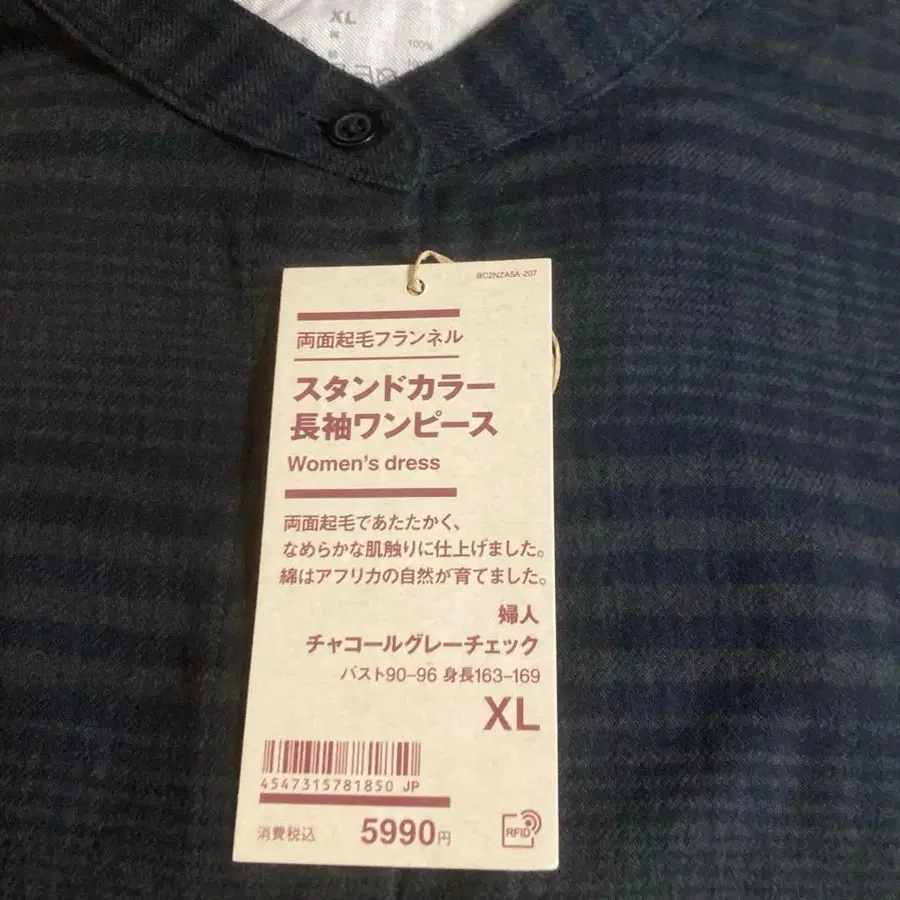 XL
100%
BC2NZA5A-207
両面起毛フランネル
スタンドカラー
長袖ワンピース
Women's dress
両面起毛であたたかく、
なめらかな肌触りに仕上げました。
綿はアフリカの自然が育てました。
婦人
チャコールグレーチェック
バスト90–96 身長163–169
XL
4547315781850 JP
消費税込 5990円
RFID